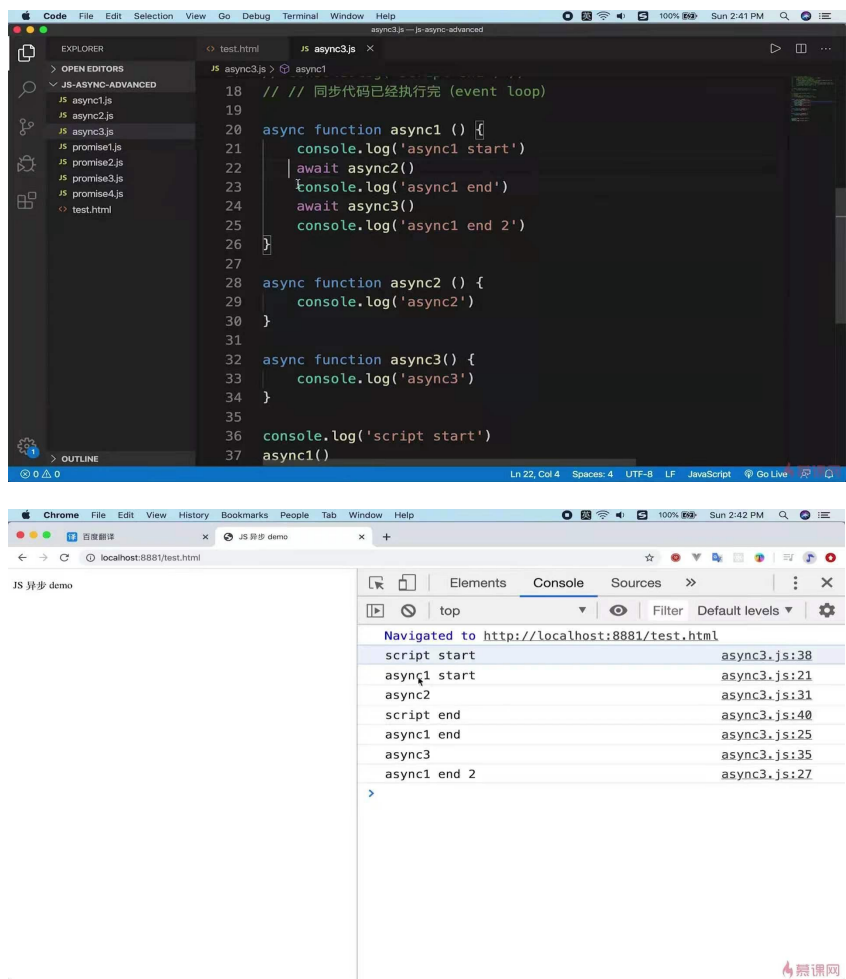 Code File Edit Selection View Go Debug Terminal Window Help 100% Sun 2:41 PM
async3.js — js-async-advanced
EXPLORER test.html JS async3.js ×
OPEN EDITORS JS async3.js > async1
JS-ASYNC-ADVANCED
JS async1.js
JS async2.js
JS async3.js
JS promise1.js
JS promise2.js
JS promise3.js
JS promise4.js
test.html
OUTLINE
18 // // 同步代码已经执行完（event loop）
19
20 async function async1 () {
21 console.log('async1 start')
22 await async2()
23 console.log('async1 end')
24 await async3()
25 console.log('async1 end 2')
26 }
27
28 async function async2 () {
29 console.log('async2')
30 }
31
32 async function async3() {
33 console.log('async3')
34 }
35
36 console.log('script start')
37 async1()
0 0 Ln 22, Col 4 Spaces: 4 UTF-8 LF JavaScript Go Live
Chrome File Edit View History Bookmarks People Tab Window Help 100% Sun 2:42 PM
百度翻译 × JS 异步 demo × +
localhost:8881/test.html
JS 异步 demo
Elements Console Sources » ×
top Filter Default levels ▼
Navigated to http://localhost:8881/test.html
script start async3.js:38
async1 start async3.js:21
async2 async3.js:31
script end async3.js:40
async1 end async3.js:25
async3 async3.js:35
async1 end 2 async3.js:27
>
慕课网